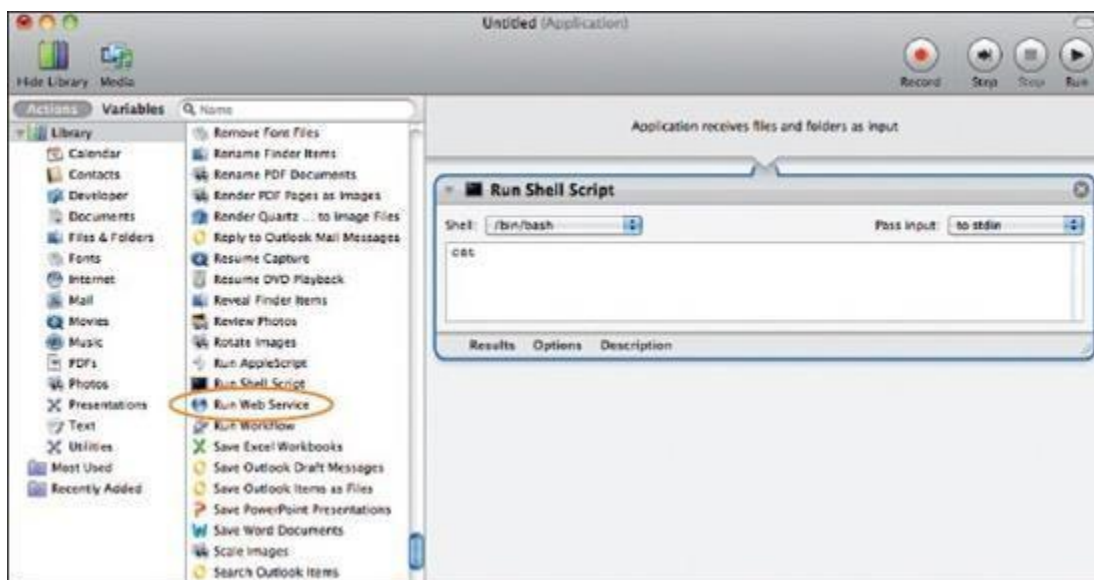 Untitled (Application)
Hide Library Media
Record Step Stop Run
Actions Variables Name
Application receives files and folders as input
Library
Calendar
Contacts
Developer
Documents
Files & Folders
Fonts
Internet
Mail
Movies
Music
PDFs
Photos
Presentations
Text
Utilities
Most Used
Recently Added
Remove Font Files
Rename Finder Items
Rename PDF Documents
Render PDF Pages as Images
Render Quartz ... to Image Files
Reply to Outlook Mail Messages
Resume Capture
Resume DVD Playback
Reveal Finder Items
Review Photos
Rotate Images
Run AppleScript
Run Shell Script
Run Web Service
Run Workflow
Save Excel Workbooks
Save Outlook Draft Messages
Save Outlook Items as Files
Save PowerPoint Presentations
Save Word Documents
Scale Images
Search Outlook Items
Run Shell Script
Shell: /bin/bash Pass input: to stdin
cat
Results Options Description